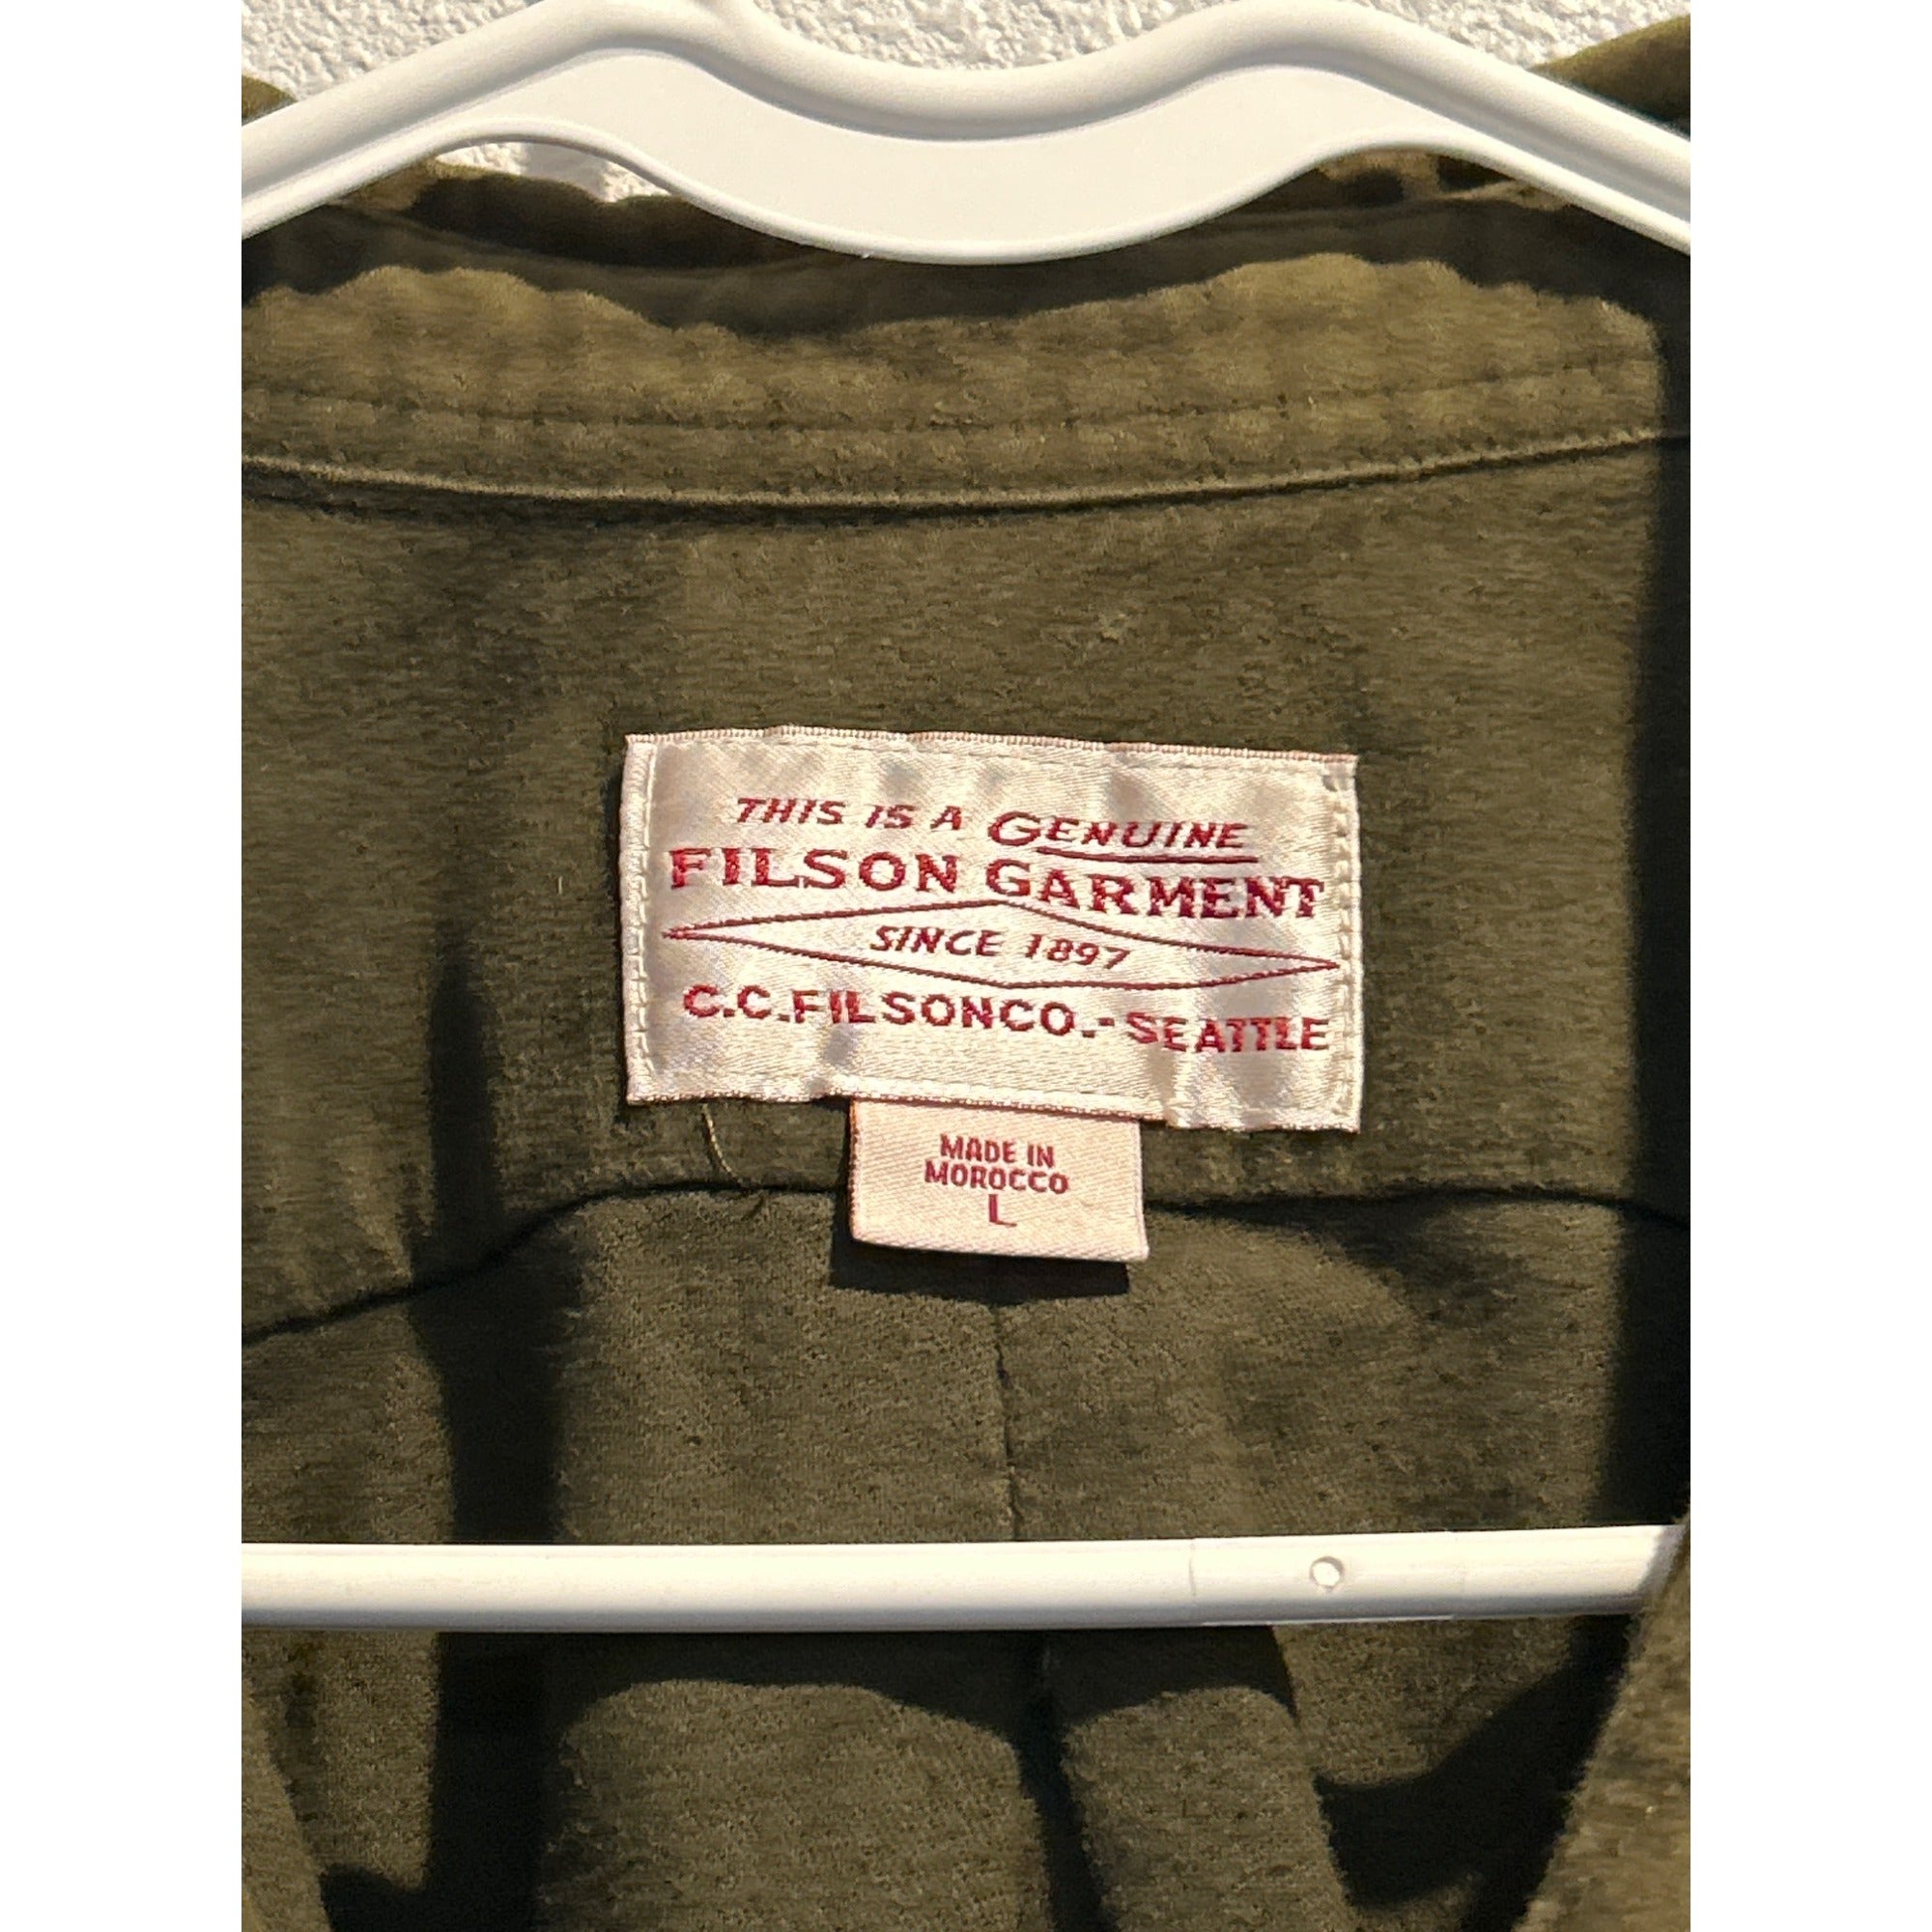 THIS IS A GENUINE
FILSON GARMENT
SINCE 1897
C.C.FILSONCO.-SEATTLE
MADE IN
MOROCCO
L